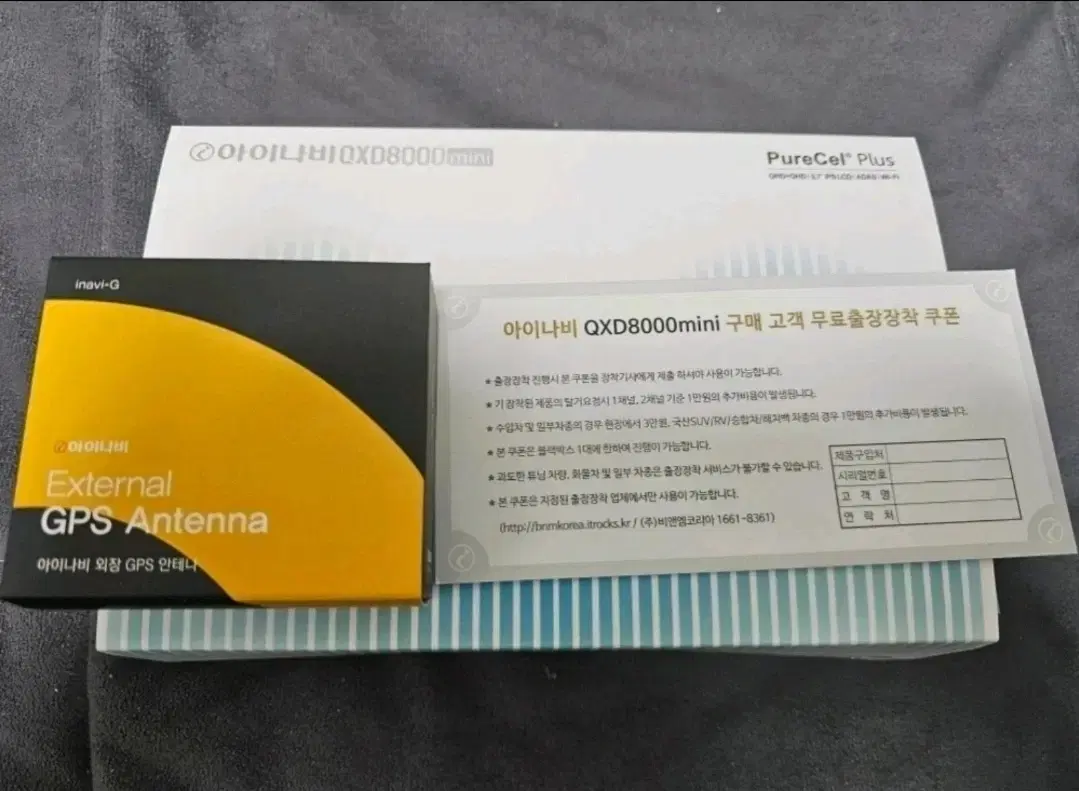 아이나비 QXD8000 mini
PureCel® Plus
QHD+QHD | 3.7" IPS LCD | ADAS | Wi-Fi
inavi-G
아이나비
External
GPS Antenna
아이나비 외장 GPS 안테나
아이나비 QXD8000mini 구매 고객 무료출장장착 쿠폰
* 출장장착 진행시 본 쿠폰을 장착기사에게 제출 하셔야 사용이 가능합니다.
* 기 장착된 제품의 탈거요청시 1채널, 2채널 기준 1만원의 추가비용이 발생됩니다.
* 수입차 및 일부차종의 경우 현장에서 3만원, 국산SUV/RV/승합차/해치백 차종의 경우 1만원의 추가비용이 발생됩니다.
* 본 쿠폰은 블랙박스 1대에 한하여 진행이 가능합니다.
* 과도한 튜닝 차량, 화물차 및 일부 차종은 출장장착 서비스가 불가할 수 있습니다.
* 본 쿠폰은 지정된 출장장착 업체에서만 사용이 가능합니다.
(http://bnmkorea.itrocks.kr / (주)비앤엠코리아 1661-8361)
제품구입처
시리얼번호
고 객 명
연 락 처